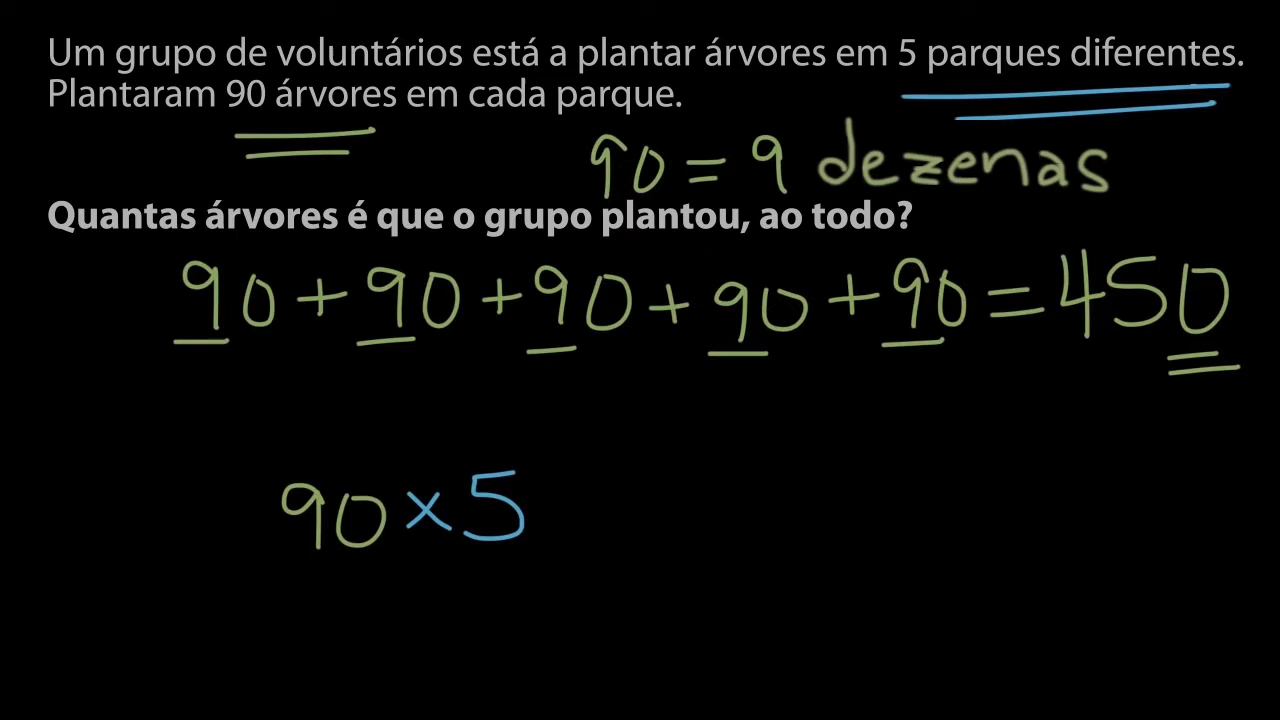 Um grupo de voluntários está a plantar árvores em 5 parques diferentes.
Plantaram 90 árvores em cada parque.
90 = 9 dezenas
Quantas árvores é que o grupo plantou, ao todo?
90 + 90 + 90 + 90 + 90 = 450
90 × 5